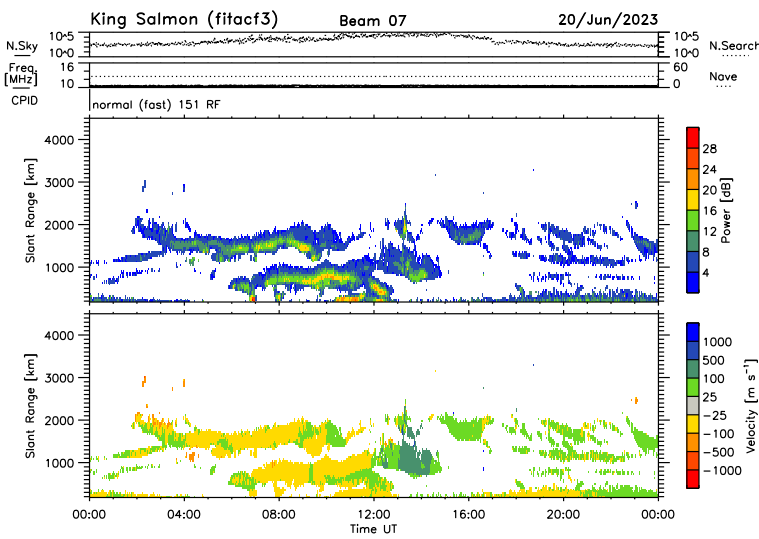 King Salmon (fitacf3) Beam 07 20/Jun/2023
N.Sky 10^5 10^0 10^5 10^0 N.Search
Freq. [MHz] 16 10 60 0 Nave
CPID normal (fast) 151 RF
Slant Range [km] 4000 3000 2000 1000
28 24 20 16 12 8 4 Power [dB]
Slant Range [km] 4000 3000 2000 1000
1000 500 100 25 -25 -100 -500 -1000 Velocity [m s⁻¹]
00:00 04:00 08:00 12:00 16:00 20:00 00:00
Time UT